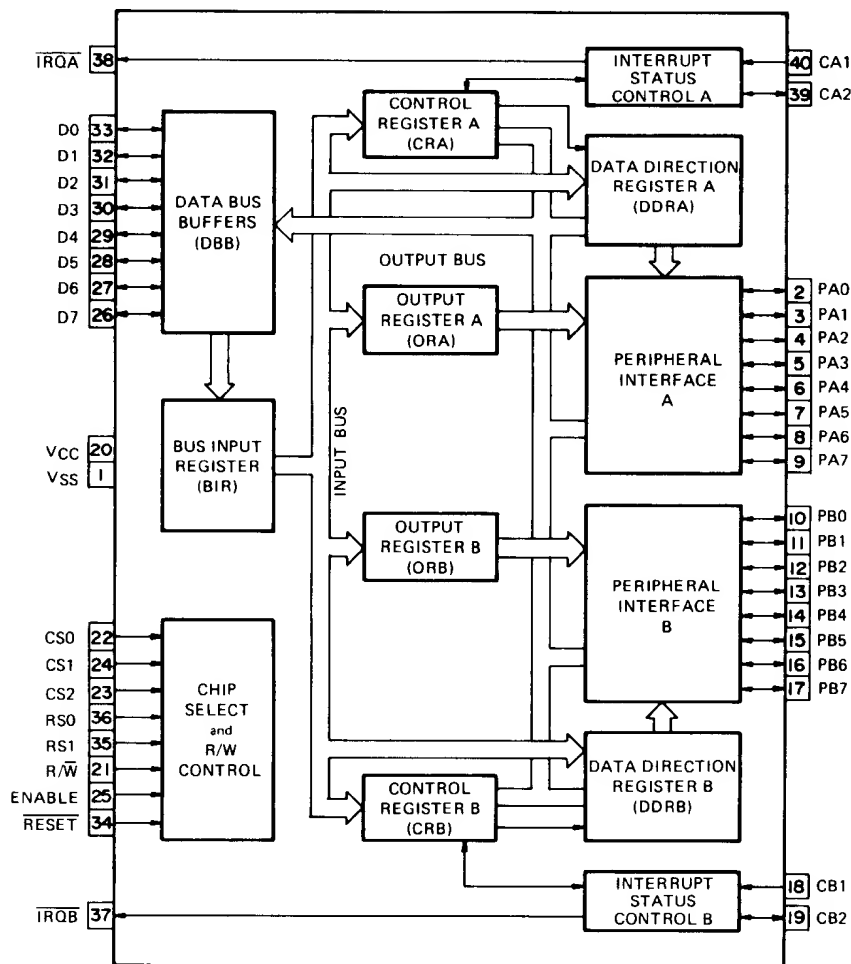 IRQA 38
D0 33
D1 32
D2 31
D3 30
D4 29
D5 28
D6 27
D7 26
VCC 20
VSS 1
CS0 22
CS1 24
CS2 23
RS0 36
RS1 35
R/W̅ 21
ENABLE 25
RESET 34
IRQB 37
DATA BUS
BUFFERS
(DBB)
BUS INPUT
REGISTER
(BIR)
CHIP
SELECT
and
R/W
CONTROL
CONTROL
REGISTER A
(CRA)
OUTPUT BUS
OUTPUT
REGISTER A
(ORA)
INPUT BUS
OUTPUT
REGISTER B
(ORB)
CONTROL
REGISTER B
(CRB)
INTERRUPT
STATUS
CONTROL A
DATA DIRECTION
REGISTER A
(DDRA)
PERIPHERAL
INTERFACE
A
PERIPHERAL
INTERFACE
B
DATA DIRECTION
REGISTER B
(DDRB)
INTERRUPT
STATUS
CONTROL B
40 CA1
39 CA2
2 PA0
3 PA1
4 PA2
5 PA3
6 PA4
7 PA5
8 PA6
9 PA7
10 PB0
11 PB1
12 PB2
13 PB3
14 PB4
15 PB5
16 PB6
17 PB7
18 CB1
19 CB2